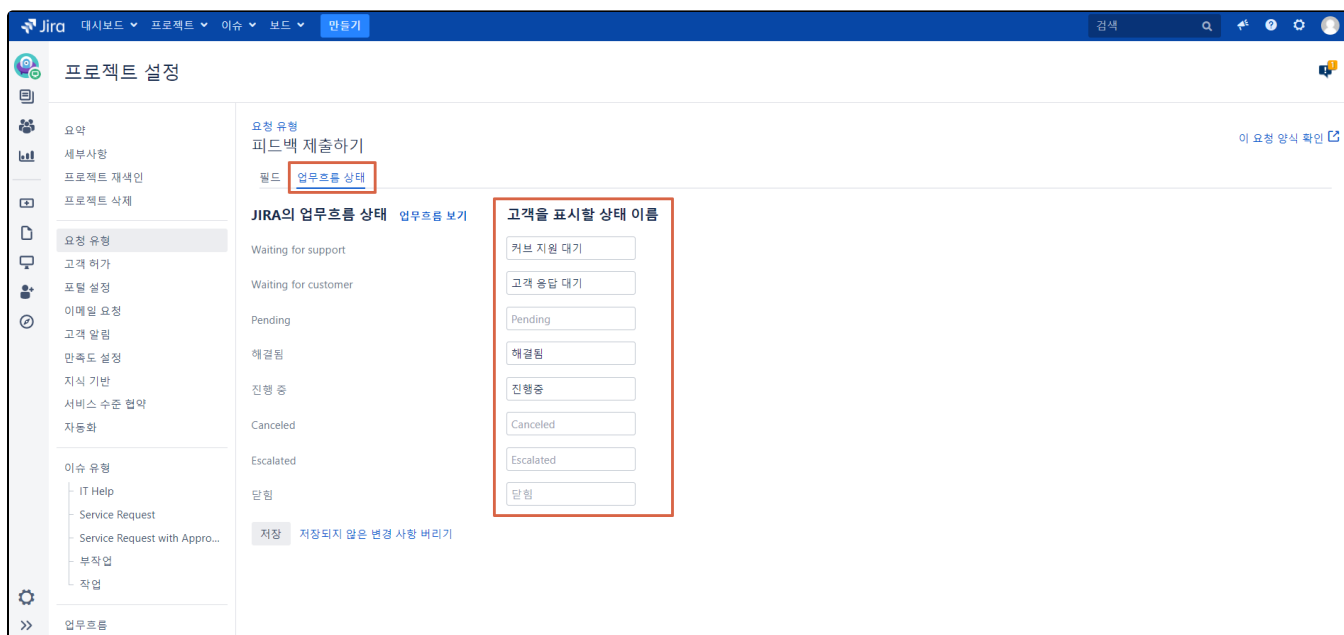 Jira 대시보드 프로젝트 이슈 보드 만들기 검색
프로젝트 설정
요약
세부사항
프로젝트 재색인
프로젝트 삭제
요청 유형
고객 허가
포털 설정
이메일 요청
고객 알림
만족도 설정
지식 기반
서비스 수준 협약
자동화
이슈 유형
IT Help
Service Request
Service Request with Appro...
부작업
작업
업무흐름
요청 유형
피드백 제출하기
이 요청 양식 확인
필드 업무흐름 상태
JIRA의 업무흐름 상태 업무흐름 보기 고객을 표시할 상태 이름
Waiting for support 커브 지원 대기
Waiting for customer 고객 응답 대기
Pending Pending
해결됨 해결됨
진행 중 진행중
Canceled Canceled
Escalated Escalated
닫힘 닫힘
저장 저장되지 않은 변경 사항 버리기